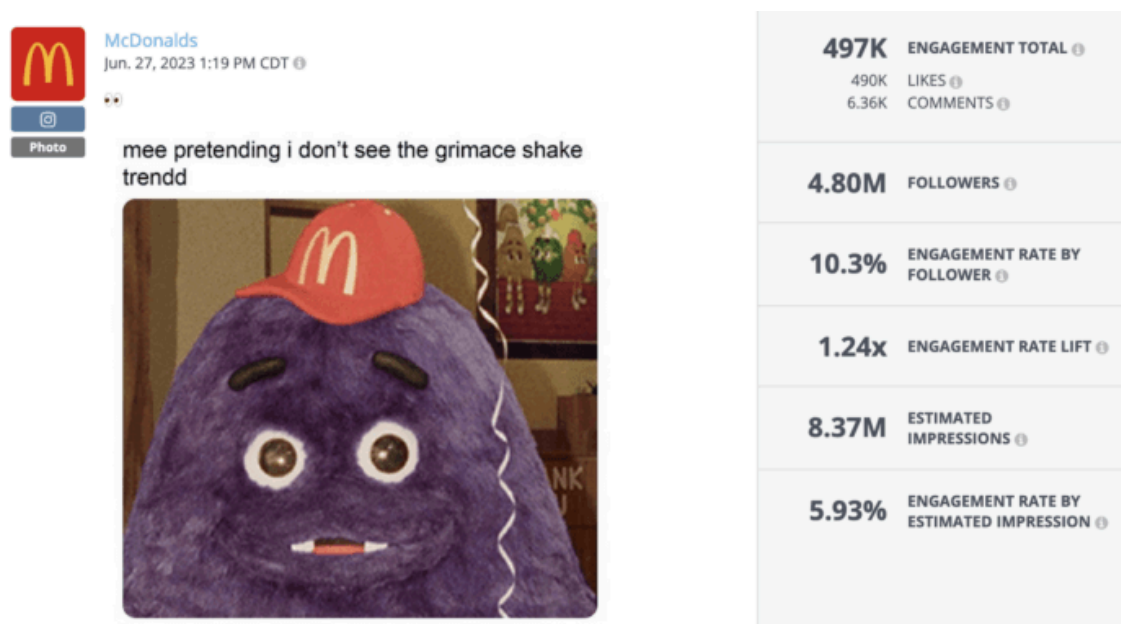 McDonalds
Jun. 27, 2023 1:19 PM CDT
Photo
mee pretending i don't see the grimace shake
trendd
NK
U
497K ENGAGEMENT TOTAL
490K LIKES
6.36K COMMENTS
4.80M FOLLOWERS
10.3% ENGAGEMENT RATE BY
FOLLOWER
1.24x ENGAGEMENT RATE LIFT
8.37M ESTIMATED
IMPRESSIONS
5.93% ENGAGEMENT RATE BY
ESTIMATED IMPRESSION